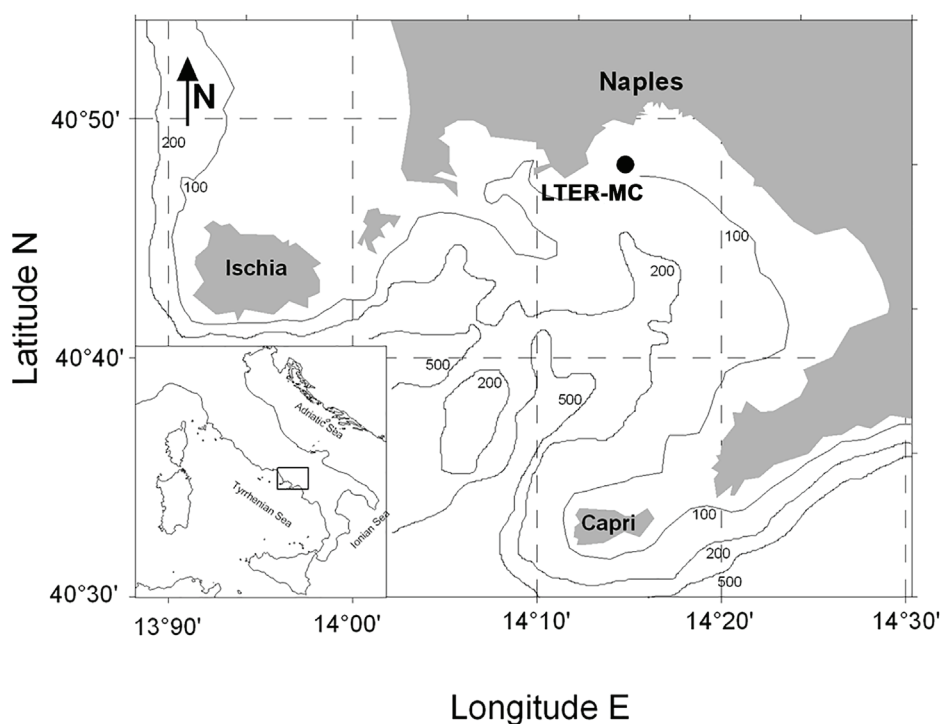 Naples
N
40°50'
200
LTER-MC
100
100
Ischia
200
Latitude N
40°40'
500
200
500
Adriatic Sea
Tyrrhenian Sea
Ionian Sea
100
Capri
200
500
40°30'
13°90' 14°00' 14°10' 14°20' 14°30'
Longitude E